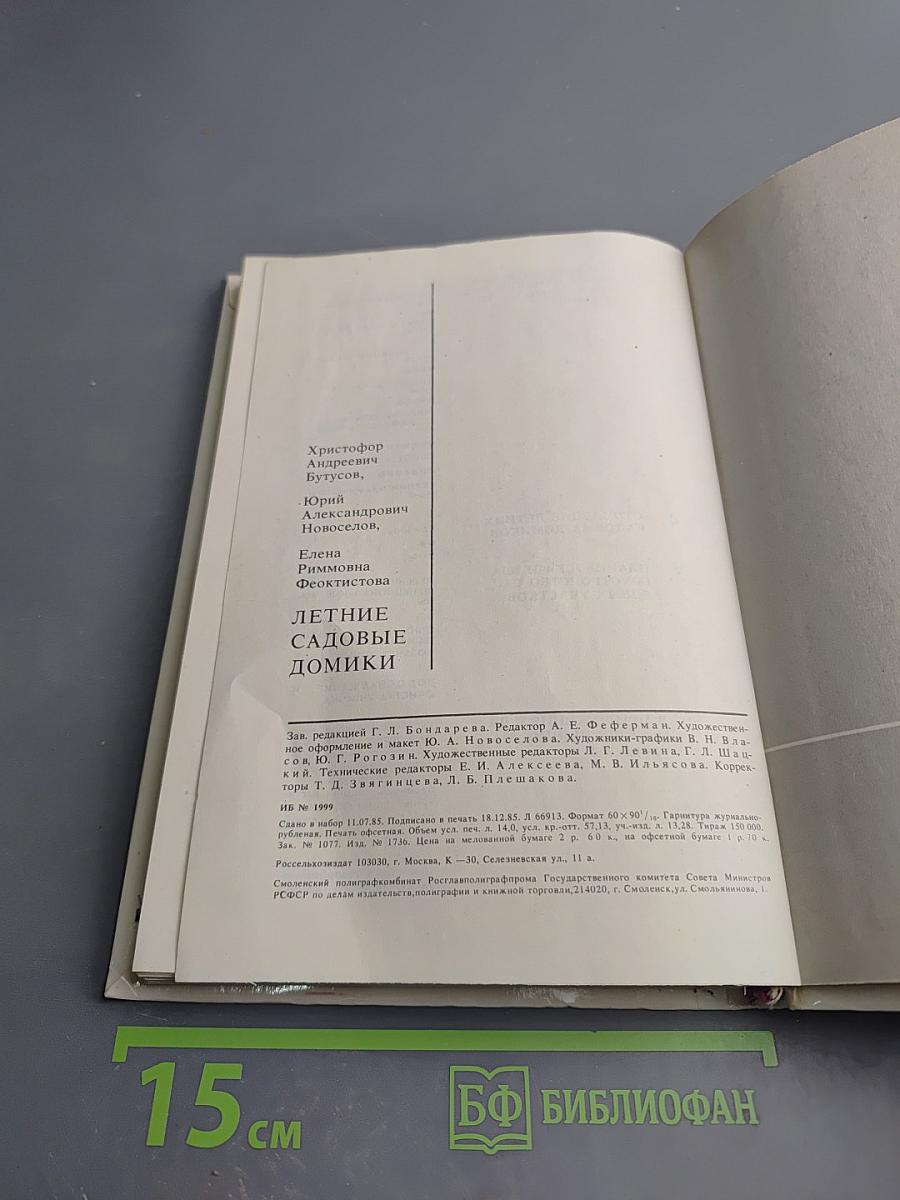 Христофор
Андреевич
Бутусов,
Юрий
Александрович
Новоселов,
Елена
Риммовна
Феоктистова
ЛЕТНИЕ
САДОВЫЕ
ДОМИКИ
Зав. редакцией Г. Л. Бондарева. Редактор А. Е. Феферман. Художествен-
ное оформление и макет Ю. А. Новоселова. Художники-графики В. Н. Вла-
сов, Ю. Г. Рогозин. Художественные редакторы Л. Г. Левина, Г. Л. Шац-
кий. Технические редакторы Е. И. Алексеева, М. В. Ильясова. Коррек-
торы Т. Д. Звягинцева, Л. Б. Плешакова.
ИБ № 1999
Сдано в набор 11.07.85. Подписано в печать 18.12.85. Л 66913. Формат 60×90¹/₁₆. Гарнитура журнально-
рубленая. Печать офсетная. Объем усл. печ. л. 14,0, усл. кр.-отт. 57,13, уч.-изд. л. 13,28. Тираж 150 000.
Зак. № 1077. Изд. № 1736. Цена на мелованной бумаге 2 р. 60 к., на офсетной бумаге 1 р. 70 к.
Россельхозиздат 103030, г. Москва, К—30, Селезневская ул., 11 а.
Смоленский полиграфкомбинат Росглавполиграфпрома Государственного комитета Совета Министров
РСФСР по делам издательств,полиграфии и книжной торговли,214020, г. Смоленск,ул. Смольянинова, 1.
15 см
БФ БИБЛИОФАН